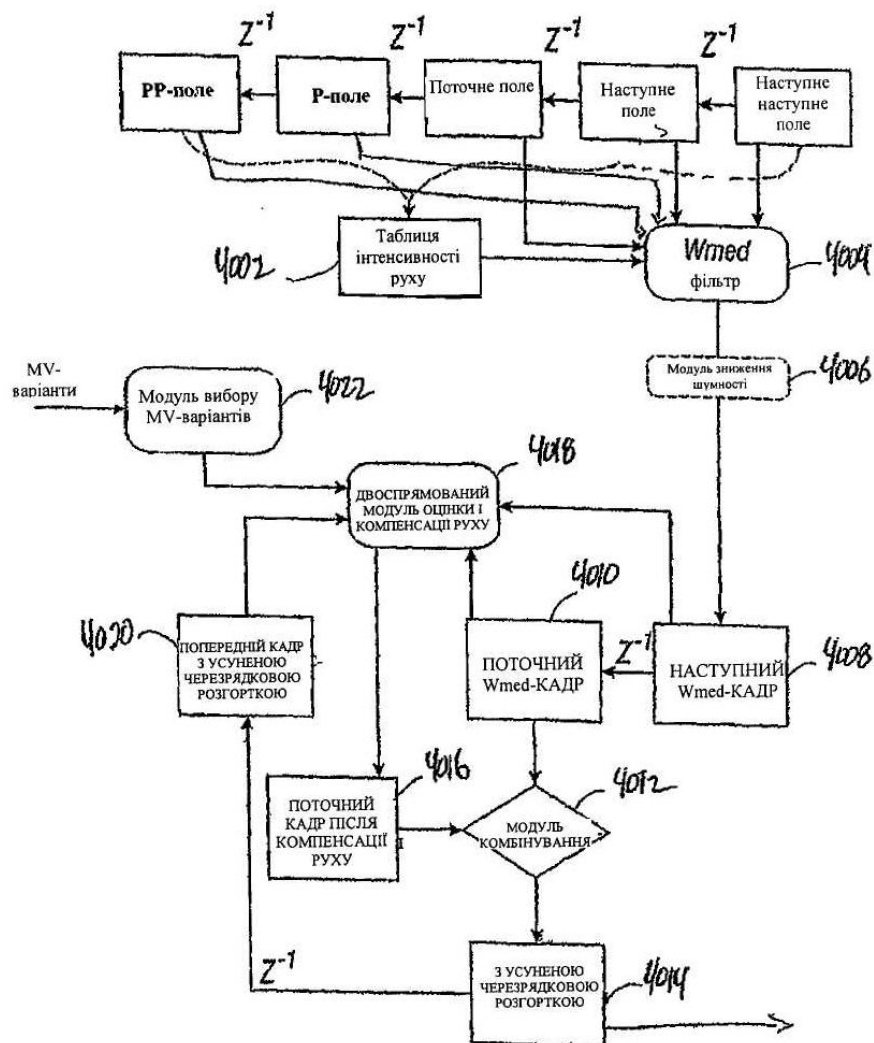 Z⁻¹ Z⁻¹ Z⁻¹ Z⁻¹
PP-поле
P-поле
Поточне поле
Наступне
поле
Наступне
наступне
поле
4002
Таблиця
інтенсивності
руху
Wmed
фільтр
4004
Модуль зниження
шумності
4006
MV-
варіанти
Модуль вибору
MV-варіантів
4022
ДВОСПРЯМОВАНИЙ
МОДУЛЬ ОЦІНКИ І
КОМПЕНСАЦІЇ РУХУ
4018
4020
ПОПЕРЕДНІЙ КАДР
З УСУНЕНОЮ
ЧЕРЕЗРЯДКОВОЮ
РОЗГОРТКОЮ
4010
ПОТОЧНИЙ
Wmed-КАДР
Z⁻¹
НАСТУПНИЙ
Wmed-КАДР
4008
4016
ПОТОЧНИЙ
КАДР ПІСЛЯ
КОМПЕНСАЦІЇ
РУХУ
4012
МОДУЛЬ
КОМБІНУВАННЯ
Z⁻¹
З УСУНЕНОЮ
ЧЕРЕЗРЯДКОВОЮ
РОЗГОРТКОЮ
4014